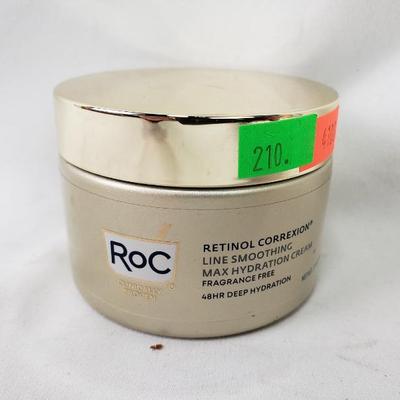 210.
RoC
RETINOL CORREXION®
LINE SMOOTHING
MAX HYDRATION CREAM
FRAGRANCE FREE
48HR DEEP HYDRATION